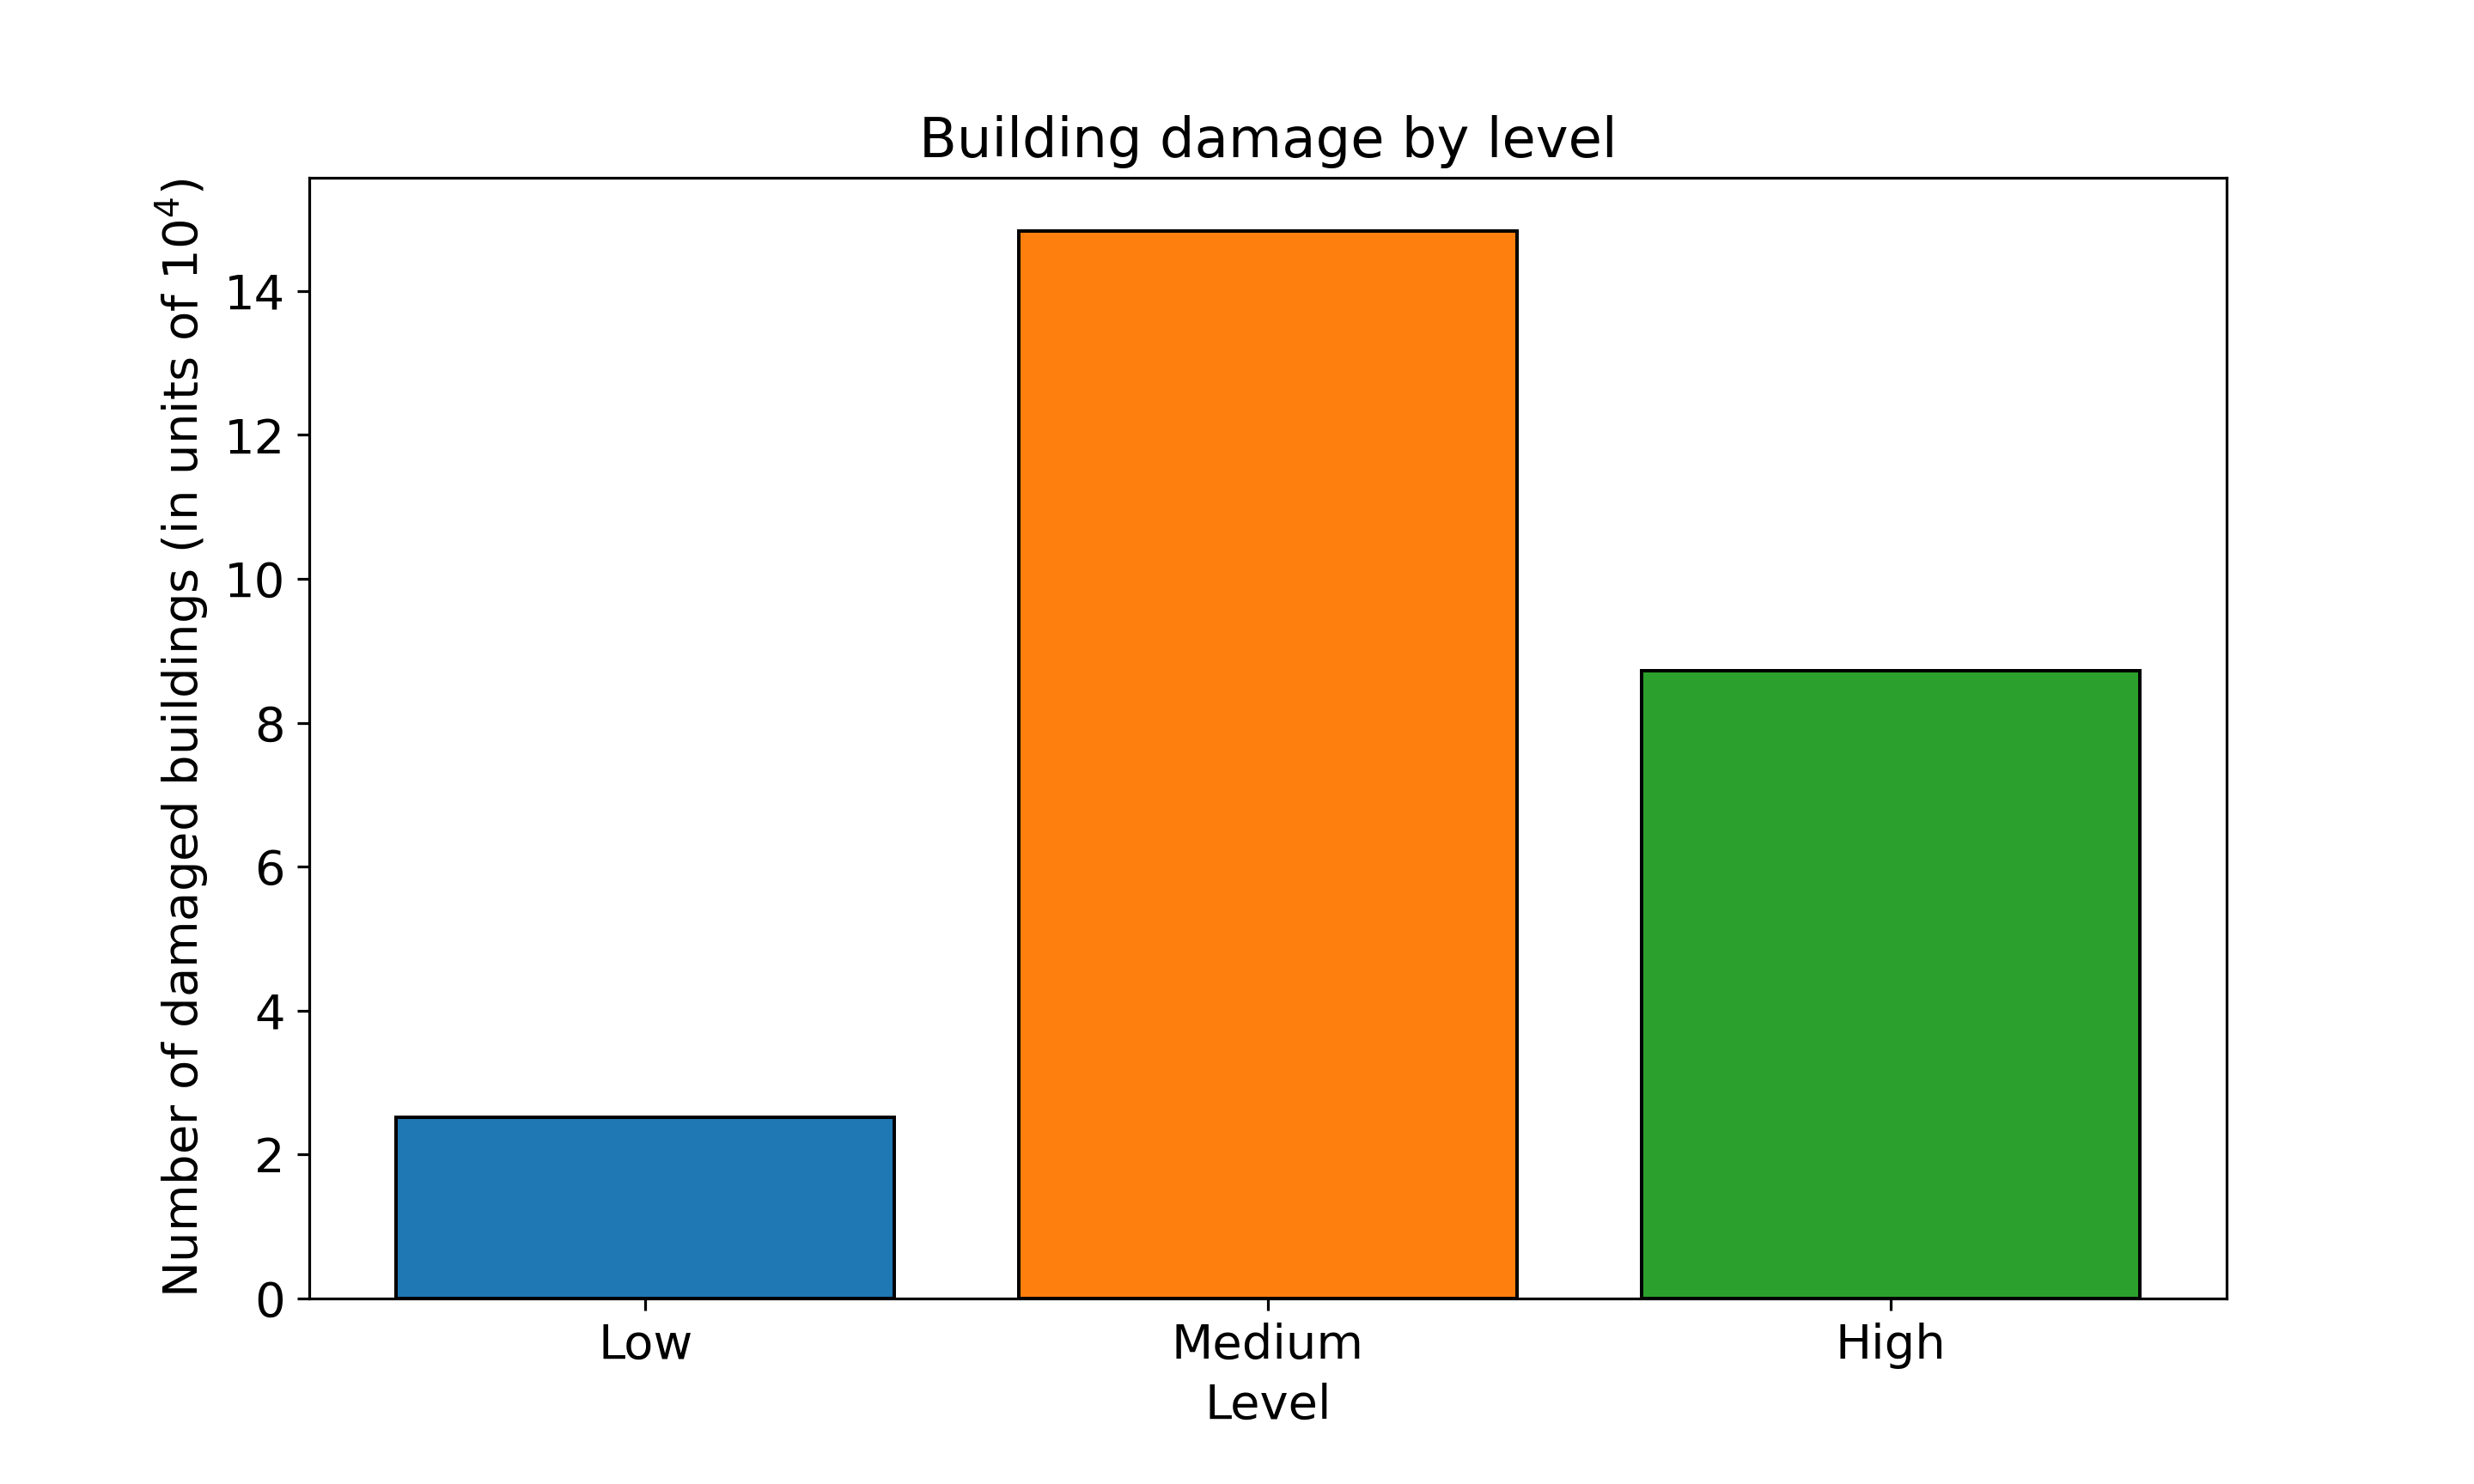 Building damage by level
Number of damaged buildings (in units of 10⁴)
14
12
10
8
6
4
2
0
Low Medium High
Level